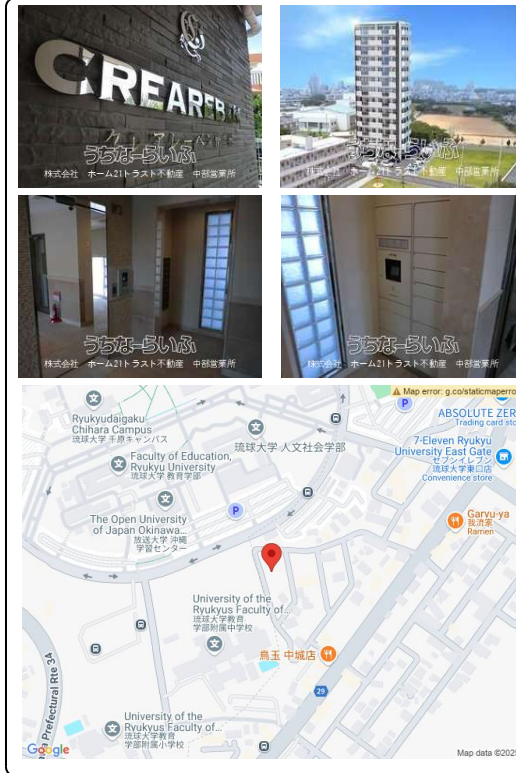 CREARE
うちなーらいふ
株式会社 ホーム21トラスト不動産 中部営業所
うちなーらいふ
株式会社 ホーム21トラスト不動産 中部営業所
うちなーらいふ
株式会社 ホーム21トラスト不動産 中部営業所
うちなーらいふ
株式会社 ホーム21トラスト不動産 中部営業所
Map error: g.co/staticmaperro
Ryukyudaigaku-
Chihara Campus
琉球大学 千原キャンパス
琉球大学 人文社会学部
P
ABSOLUTE ZER
Trading card sto
7-Eleven Ryukyu
University East Gate
セブンイレブン
琉球大学東口店
Convenience store
Faculty of Education,
Ryukyu University
琉球大学 教育学部
P
The Open University
of Japan Okinawa...
放送大学 沖縄
学習センター
Garyu-ya
我流家
Ramen
University of the
Ryukyus Faculty of...
琉球大学教育
学部附属中学校
鳥玉 中城店
29
Prefectural Rte 34
University of the
Ryukyus Faculty of...
琉球大学教育
学部附属小学校
Google
Map data ©2025